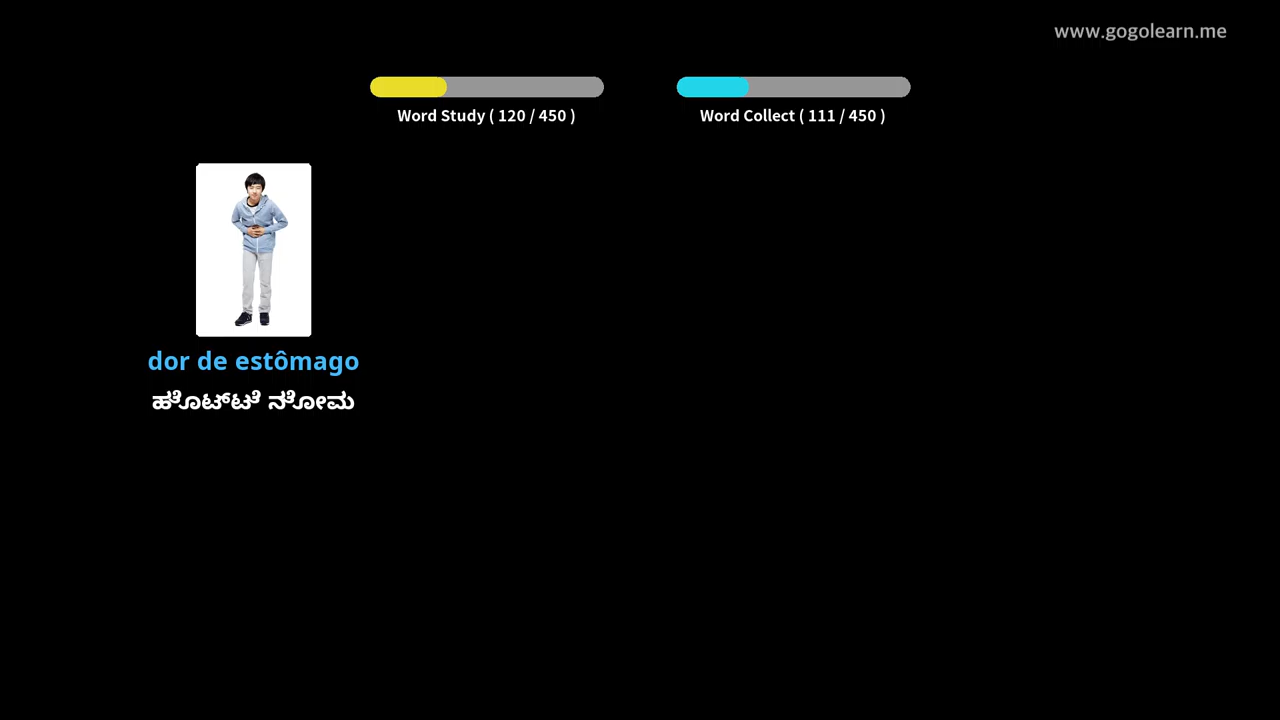 www.gogolearn.me
Word Study ( 120 / 450 )
Word Collect ( 111 / 450 )
dor de estômago
ಹೊಟ್ಟೆ ನೋವು